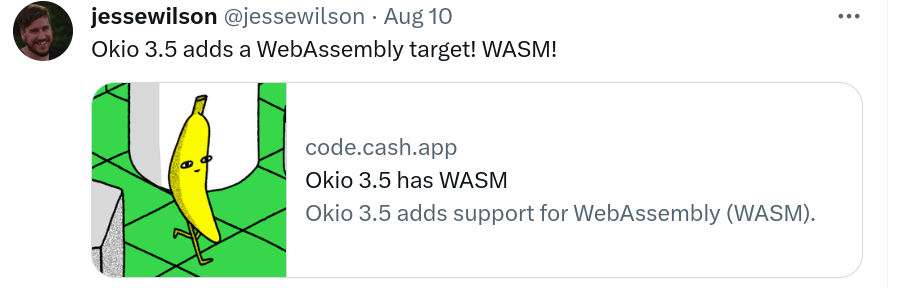 jessewilson @jessewilson · Aug 10
Okio 3.5 adds a WebAssembly target! WASM!
code.cash.app
Okio 3.5 has WASM
Okio 3.5 adds support for WebAssembly (WASM).